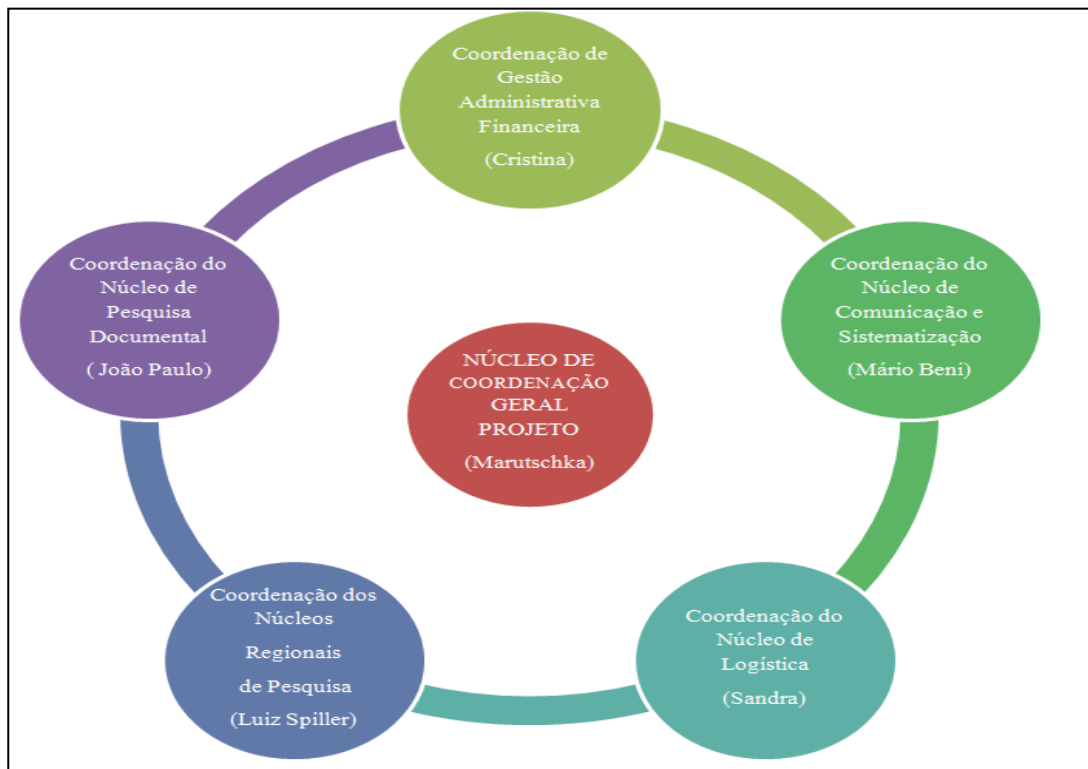 Coordenação de
Gestão
Administrativa
Financeira
(Cristina)
Coordenação do
Núcleo de
Comunicação e
Sistematização
(Mário Beni)
Coordenação do
Núcleo de
Logística
(Sandra)
Coordenação dos
Núcleos
Regionais
de Pesquisa
(Luiz Spiller)
Coordenação do
Núcleo de
Pesquisa
Documental
( João Paulo)
NÚCLEO DE
COORDENAÇÃO
GERAL
PROJETO
(Marutschka)